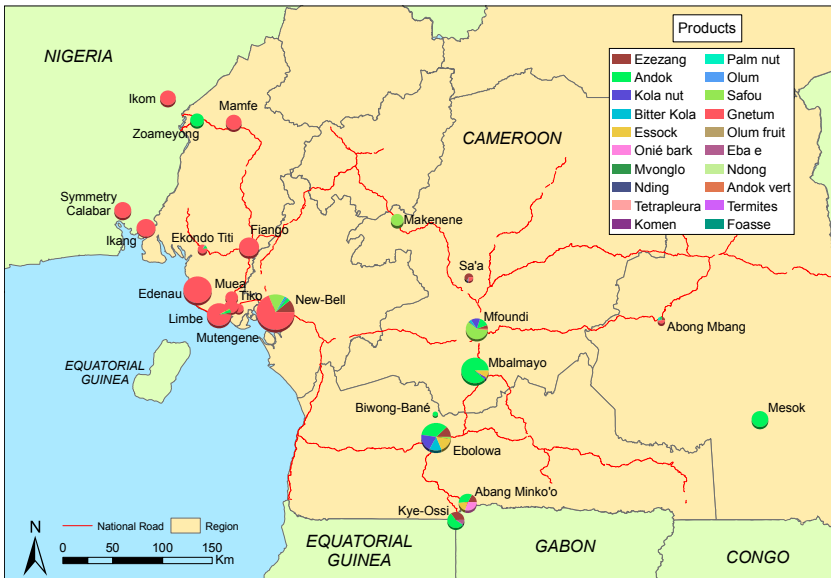 Products
Ezezang
Andok
Kola nut
Bitter Kola
Essock
Onié bark
Mvonglo
Nding
Tetrapleura
Komen
Palm nut
Olum
Safou
Gnetum
Olum fruit
Eba e
Ndong
Andok vert
Termites
Foasse
NIGERIA
CAMEROON
Ikom
Mamfe
Zoameyong
Symmetry
Calabar
Ikang
Ekondo Titi
Fiango
Makenene
Sa'a
Edenau
Muea
Tiko
New-Bell
Limbe
Mutengene
Mfoundi
Abong Mbang
EQUATORIAL
GUINEA
Mbalmayo
Biwong-Bané
Mesok
Ebolowa
Abang Minko'o
Kye-Ossi
N
National Road
Region
0 50 100 150
Km
EQUATORIAL
GUINEA
GABON
CONGO